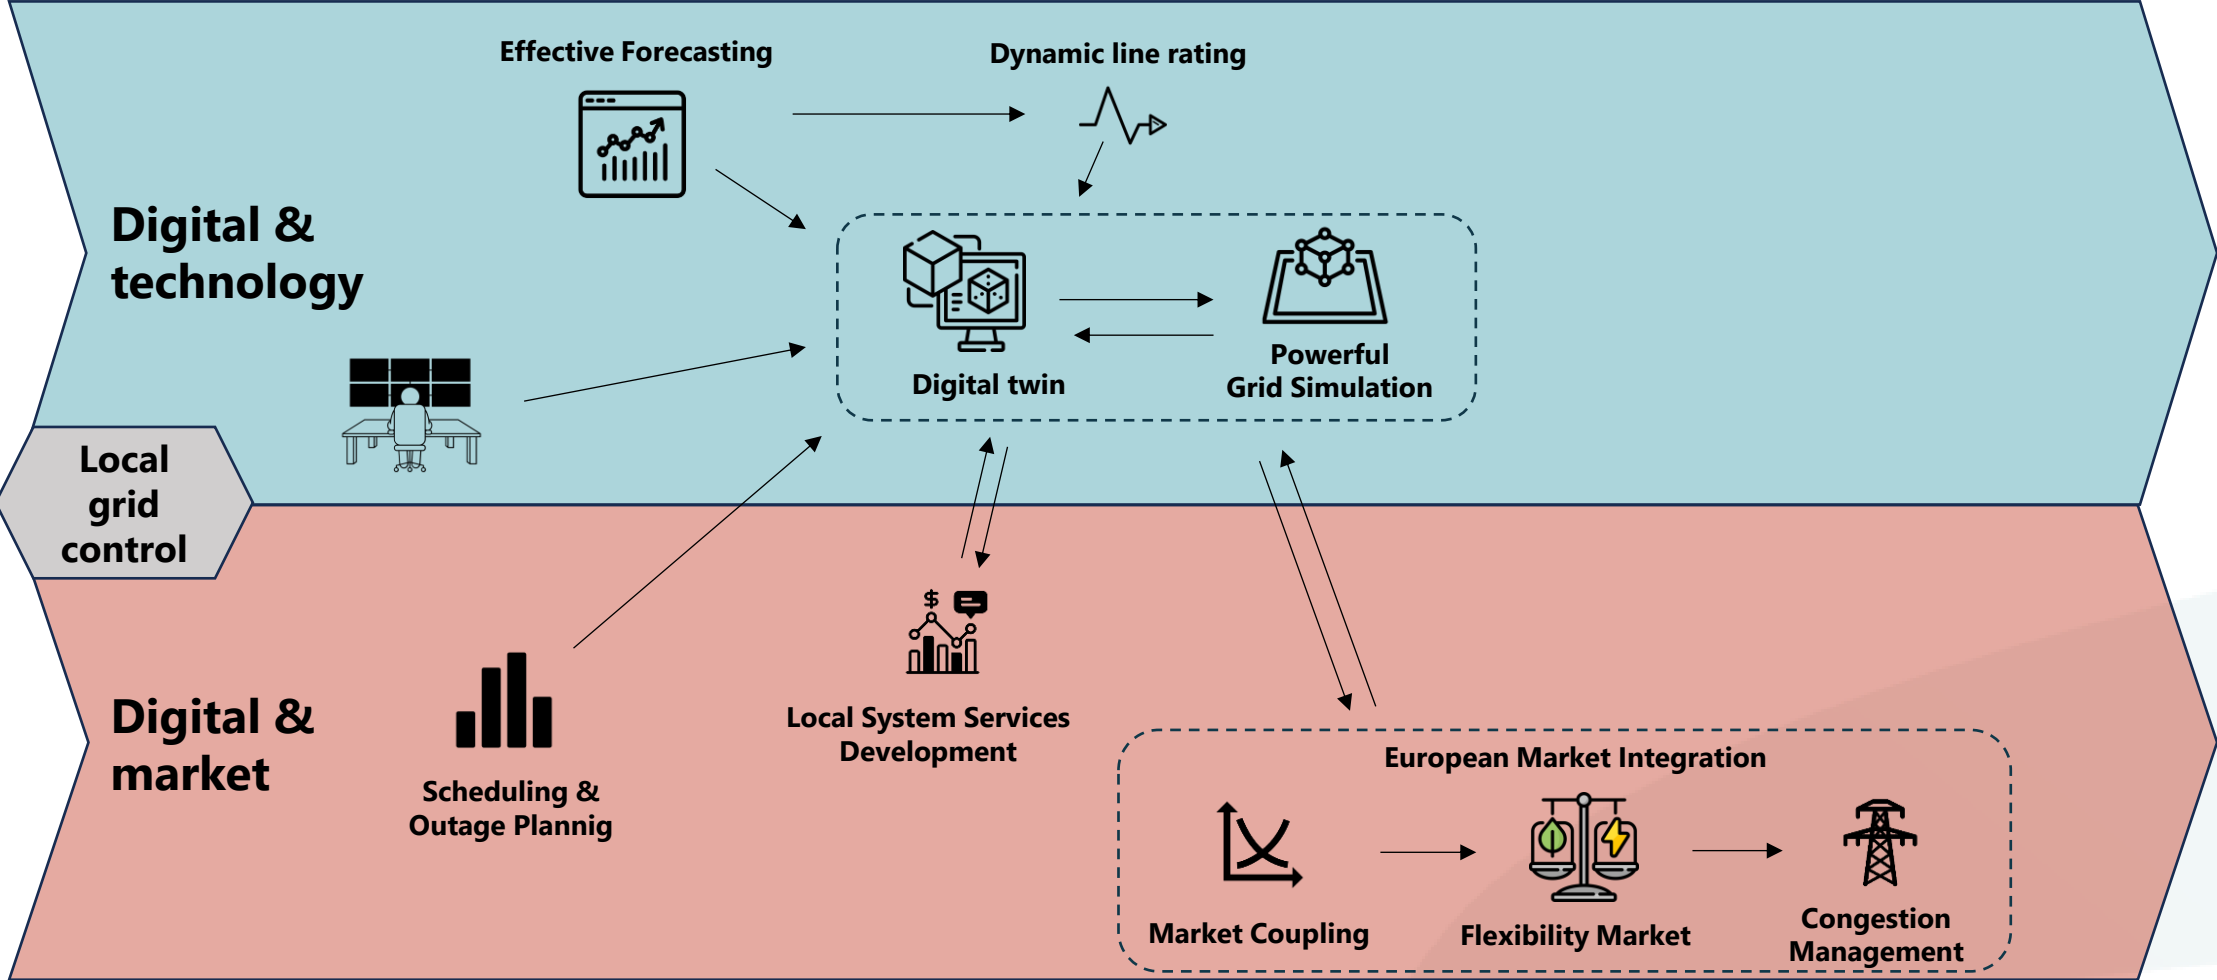 Effective Forecasting
Dynamic line rating
Digital &
technology
Digital twin
Powerful
Grid Simulation
Local
grid
control
Digital &
market
Scheduling &
Outage Plannig
$
Local System Services
Development
European Market Integration
Market Coupling
Flexibility Market
Congestion
Management